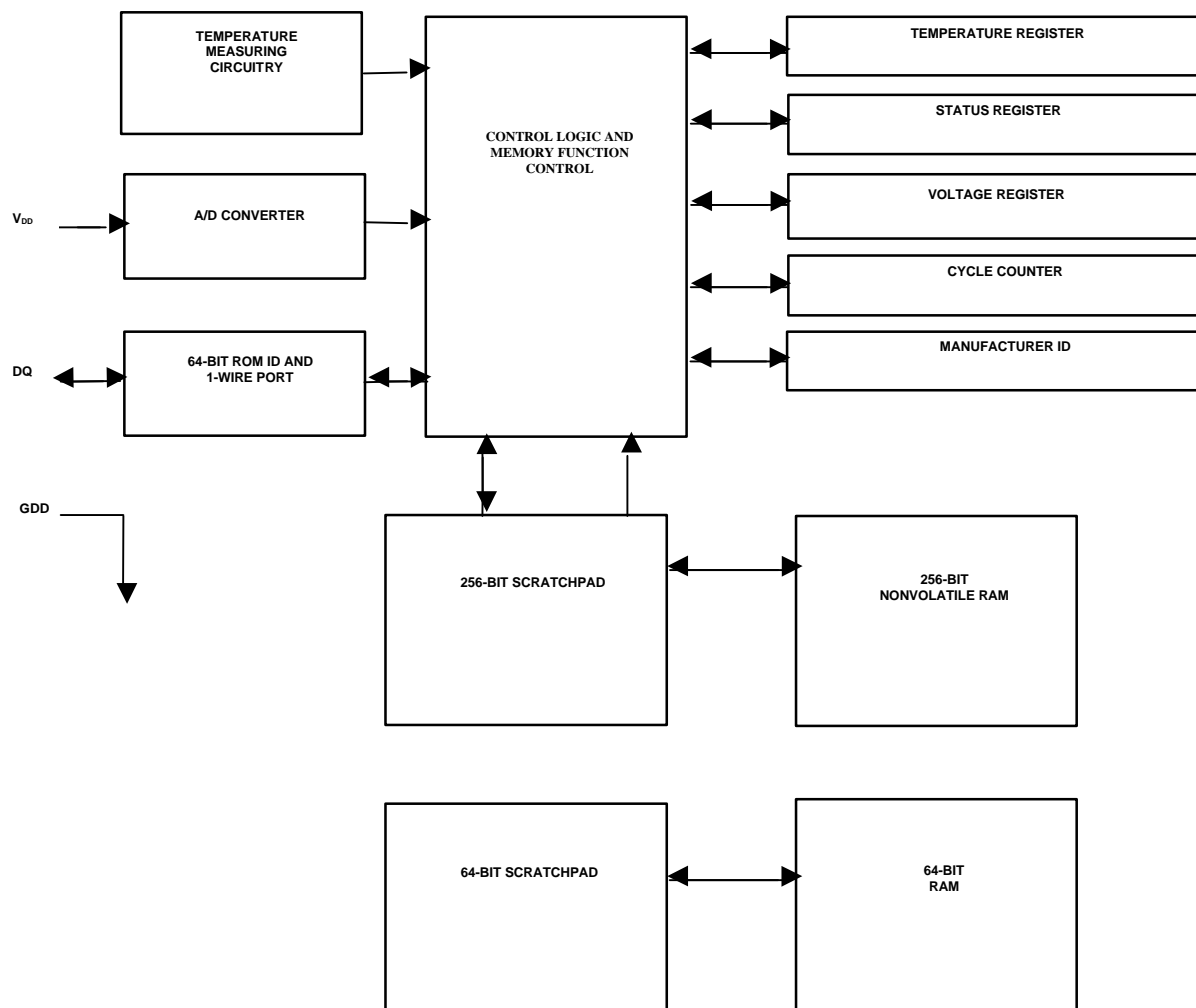 TEMPERATURE
MEASURING
CIRCUITRY
CONTROL LOGIC AND
MEMORY FUNCTION
CONTROL
TEMPERATURE REGISTER
STATUS REGISTER
VOLTAGE REGISTER
CYCLE COUNTER
MANUFACTURER ID
VDD
A/D CONVERTER
DQ
64-BIT ROM ID AND
1-WIRE PORT
GDD
256-BIT SCRATCHPAD
256-BIT
NONVOLATILE RAM
64-BIT SCRATCHPAD
64-BIT
RAM